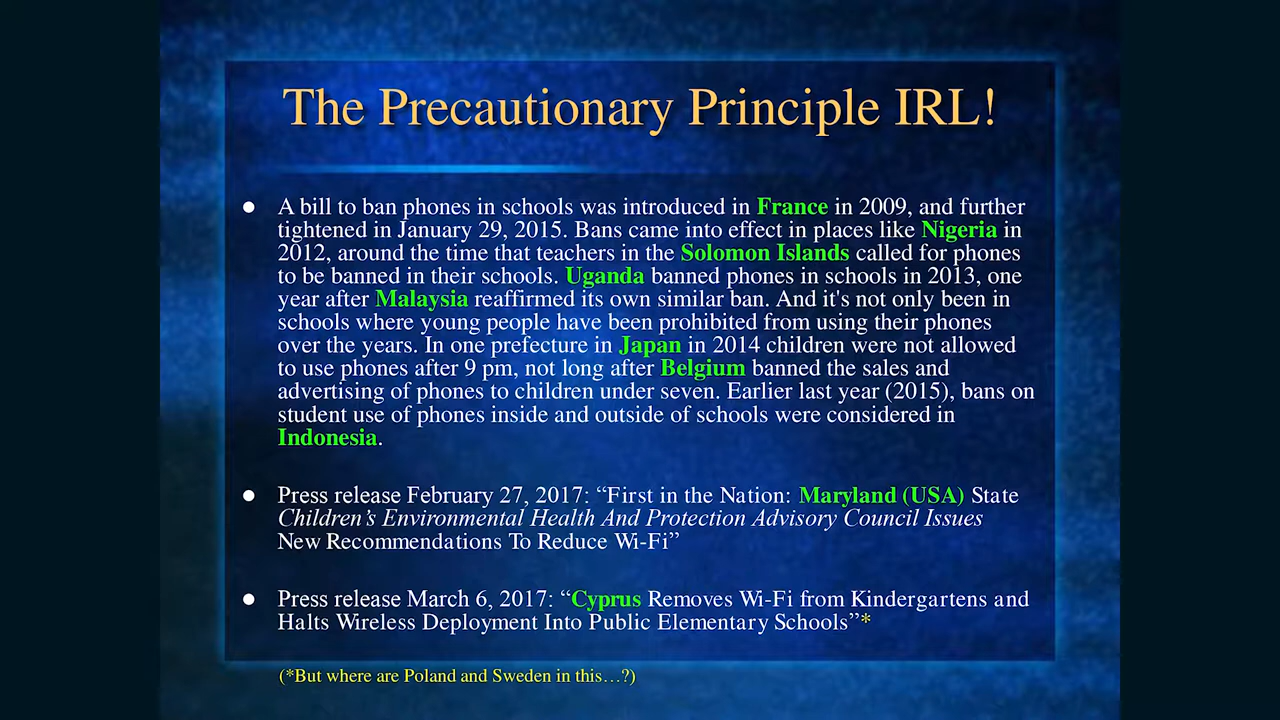 The Precautionary Principle IRL!
● A bill to ban phones in schools was introduced in France in 2009, and further
tightened in January 29, 2015. Bans came into effect in places like Nigeria in
2012, around the time that teachers in the Solomon Islands called for phones
to be banned in their schools. Uganda banned phones in schools in 2013, one
year after Malaysia reaffirmed its own similar ban. And it's not only been in
schools where young people have been prohibited from using their phones
over the years. In one prefecture in Japan in 2014 children were not allowed
to use phones after 9 pm, not long after Belgium banned the sales and
advertising of phones to children under seven. Earlier last year (2015), bans on
student use of phones inside and outside of schools were considered in
Indonesia.
● Press release February 27, 2017: “First in the Nation: Maryland (USA) State
Children’s Environmental Health And Protection Advisory Council Issues
New Recommendations To Reduce Wi-Fi”
● Press release March 6, 2017: “Cyprus Removes Wi-Fi from Kindergartens and
Halts Wireless Deployment Into Public Elementary Schools”*
(*But where are Poland and Sweden in this…?)